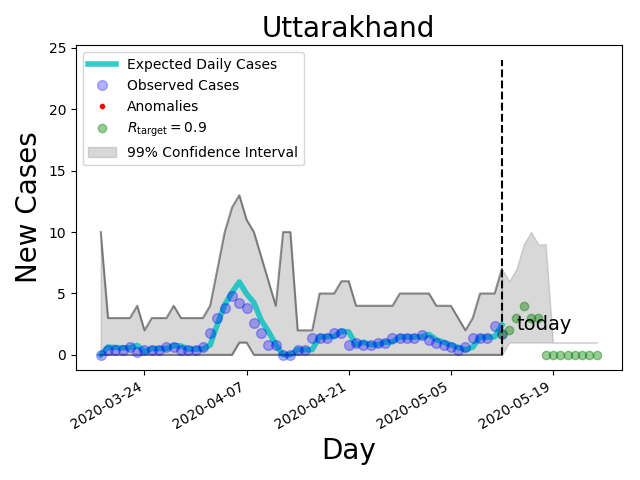 Uttarakhand
25
20
15
10
5
0
New Cases
Expected Daily Cases
Observed Cases
Anomalies
R_target = 0.9
99% Confidence Interval
today
2020-03-24
2020-04-07
2020-04-21
2020-05-05
2020-05-19
Day